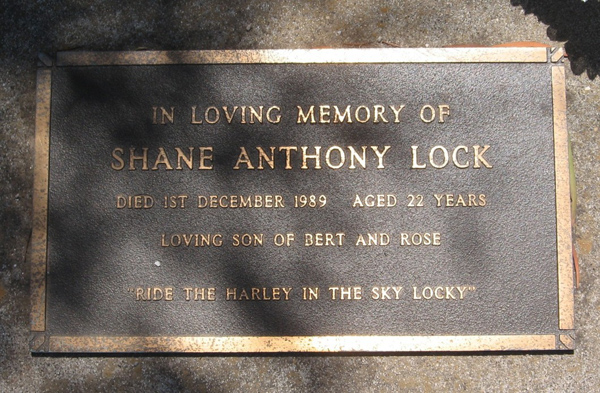 IN LOVING MEMORY OF
SHANE ANTHONY LOCK
DIED 1ST DECEMBER 1989 AGED 22 YEARS
LOVING SON OF BERT AND ROSE
"RIDE THE HARLEY IN THE SKY LOCKY"